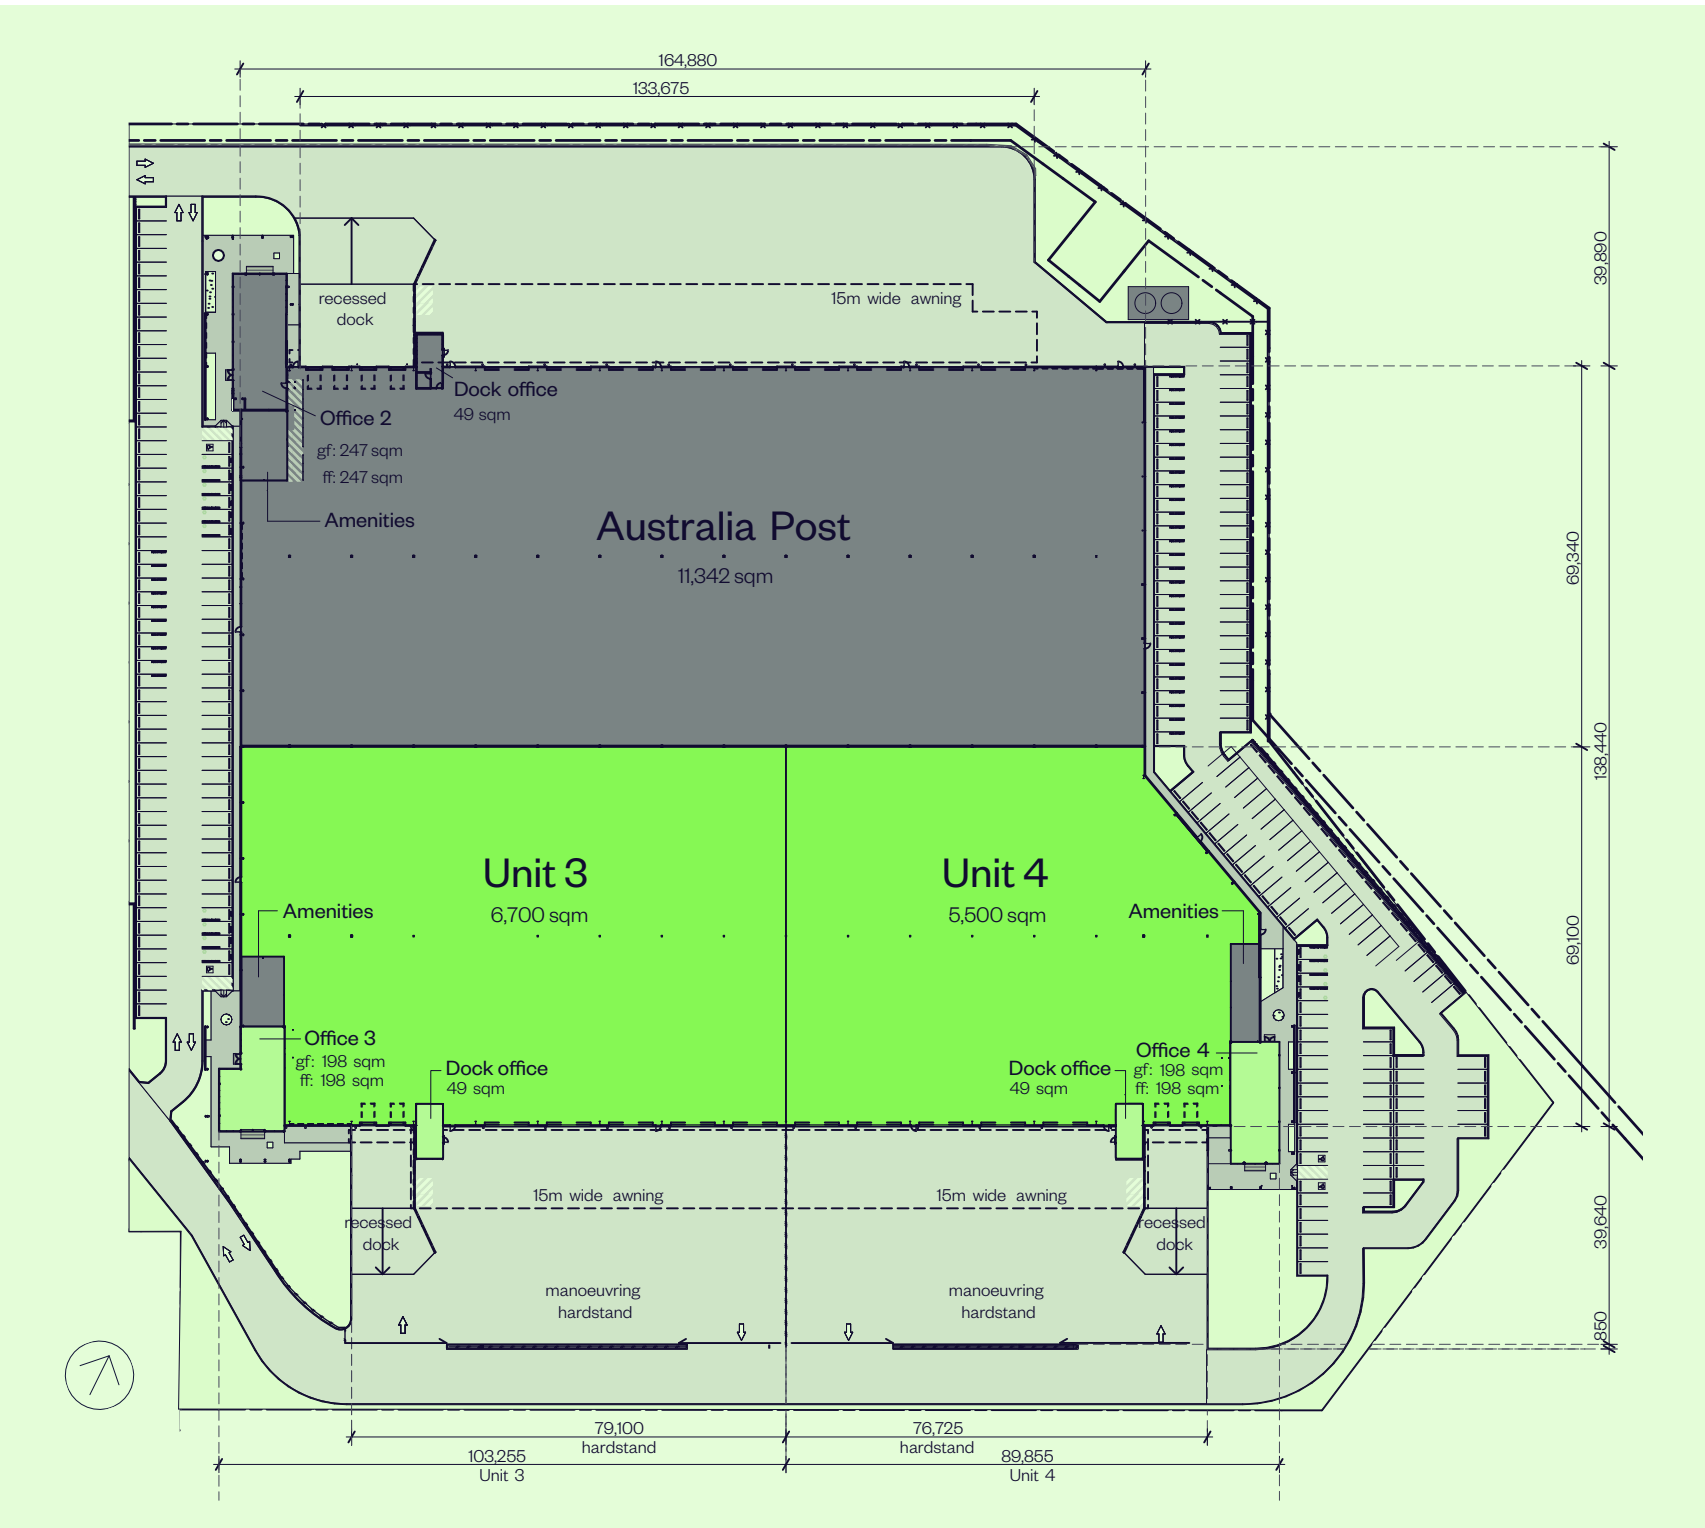 164,880
133,675
39,890
recessed
dock
15m wide awning
Dock office
49 sqm
Office 2
gf: 247 sqm
ff: 247 sqm
Amenities
Australia Post
11,342 sqm
69,340
138,440
Unit 3
6,700 sqm
Unit 4
5,500 sqm
Amenities
Amenities
69,100
Office 3
gf: 198 sqm
ff: 198 sqm
Dock office
49 sqm
Dock office
49 sqm
Office 4
gf: 198 sqm
ff: 198 sqm
15m wide awning
15m wide awning
recessed
dock
recessed
dock
39,640
manoeuvring
hardstand
manoeuvring
hardstand
850
79,100
hardstand
76,725
hardstand
103,255
Unit 3
89,855
Unit 4